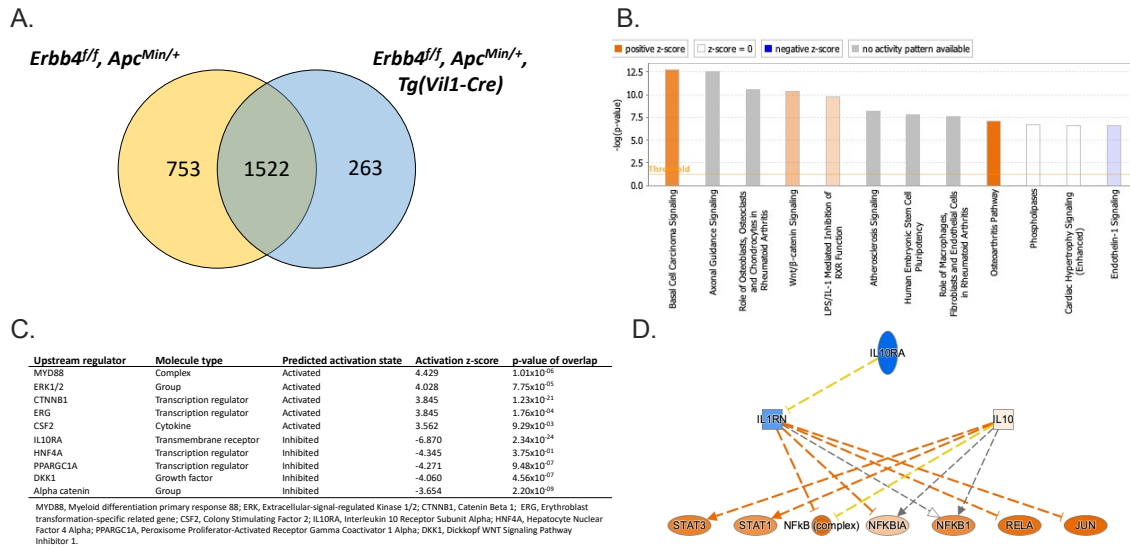 A.
Erbb4f/f, ApcMin/+
Erbb4f/f, ApcMin/+,
Tg(Vil1-Cre)
753
1522
263
B.
positive z-score
z-score = 0
negative z-score
no activity pattern available
-log(p-value)
12.5
10.0
7.5
5.0
2.5
0.0
Threshold
Basal Cell Carcinoma Signaling
Axonal Guidance Signaling
Role of Osteoblasts, Osteoclasts
and Chondrocytes in
Rheumatoid Arthritis
Wnt/β-catenin Signaling
LPS/IL-1 Mediated Inhibition of
RXR Function
Atherosclerosis Signaling
Human Embryonic Stem Cell
Pluripotency
Role of Macrophages,
Fibroblasts and Endothelial Cells
in Rheumatoid Arthritis
Osteoarthritis Pathway
Phospholipases
Cardiac Hypertrophy Signaling
(Enhanced)
Endothelin-1 Signaling
C.
Upstream regulator Molecule type Predicted activation state Activation z-score p-value of overlap
MYD88 Complex Activated 4.429 1.01x10-06
ERK1/2 Group Activated 4.028 7.75x10-05
CTNNB1 Transcription regulator Activated 3.845 1.23x10-21
ERG Transcription regulator Activated 3.845 1.76x10-04
CSF2 Cytokine Activated 3.562 9.29x10-03
IL10RA Transmembrane receptor Inhibited -6.870 2.34x10-24
HNF4A Transcription regulator Inhibited -4.345 3.75x10-01
PPARGC1A Transcription regulator Inhibited -4.271 9.48x10-07
DKK1 Growth factor Inhibited -4.060 4.56x10-07
Alpha catenin Group Inhibited -3.654 2.20x10-09
MYD88, Myeloid differentiation primary response 88; ERK, Extracellular-signal-regulated Kinase 1/2; CTNNB1, Catenin Beta 1; ERG, Erythroblast
transformation-specific related gene; CSF2, Colony Stimulating Factor 2; IL10RA, Interleukin 10 Receptor Subunit Alpha; HNF4A, Hepatocyte Nuclear
Factor 4 Alpha; PPARGC1A, Peroxisome Proliferator-Activated Receptor Gamma Coactivator 1 Alpha; DKK1, Dickkopf WNT Signaling Pathway
Inhibitor 1.
D.
IL10RA
IL1RN
IL10
STAT3
STAT1
NFkB (complex)
NFKBIA
NFKB1
RELA
JUN